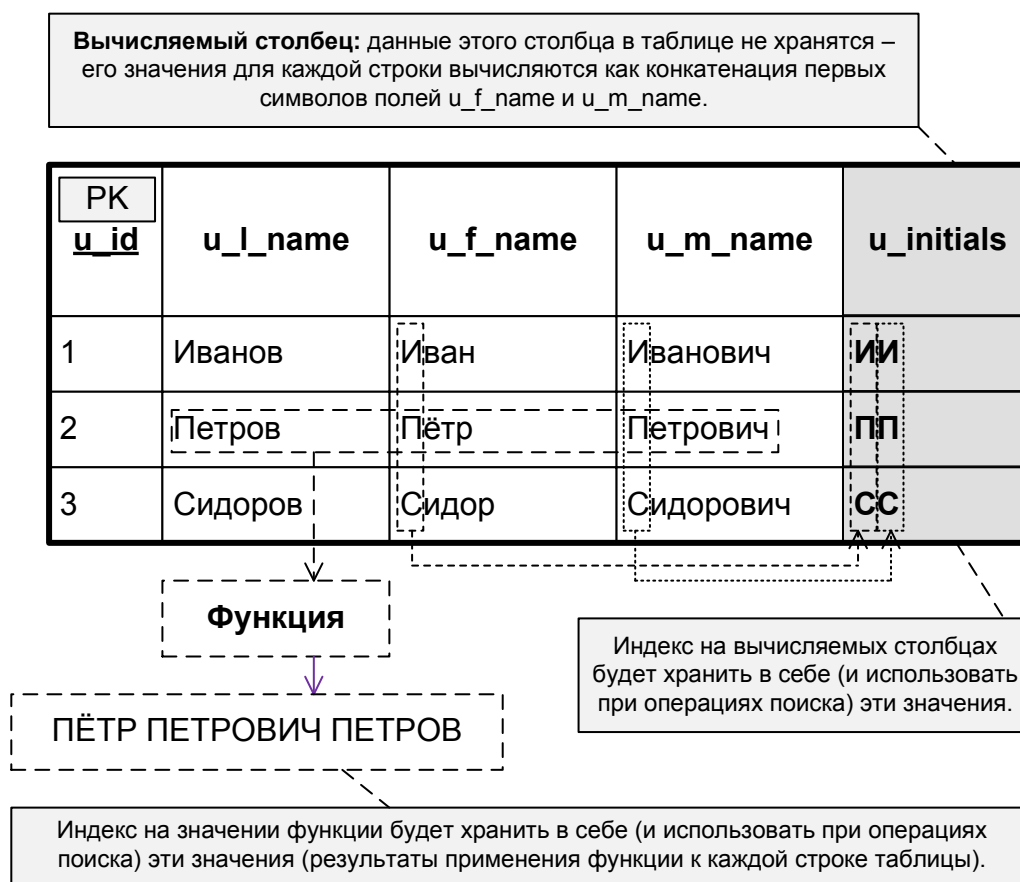 Вычисляемый столбец: данные этого столбца в таблице не хранятся –
его значения для каждой строки вычисляются как конкатенация первых
символов полей u_f_name и u_m_name.
PK
u_id u_l_name u_f_name u_m_name u_initials
1 Иванов Иван Иванович ИИ
2 Петров Пётр Петрович ПП
3 Сидоров Сидор Сидорович СС
Функция
Индекс на вычисляемых столбцах
будет хранить в себе (и использовать
при операциях поиска) эти значения.
ПЁТР ПЕТРОВИЧ ПЕТРОВ
Индекс на значении функции будет хранить в себе (и использовать при операциях
поиска) эти значения (результаты применения функции к каждой строке таблицы).